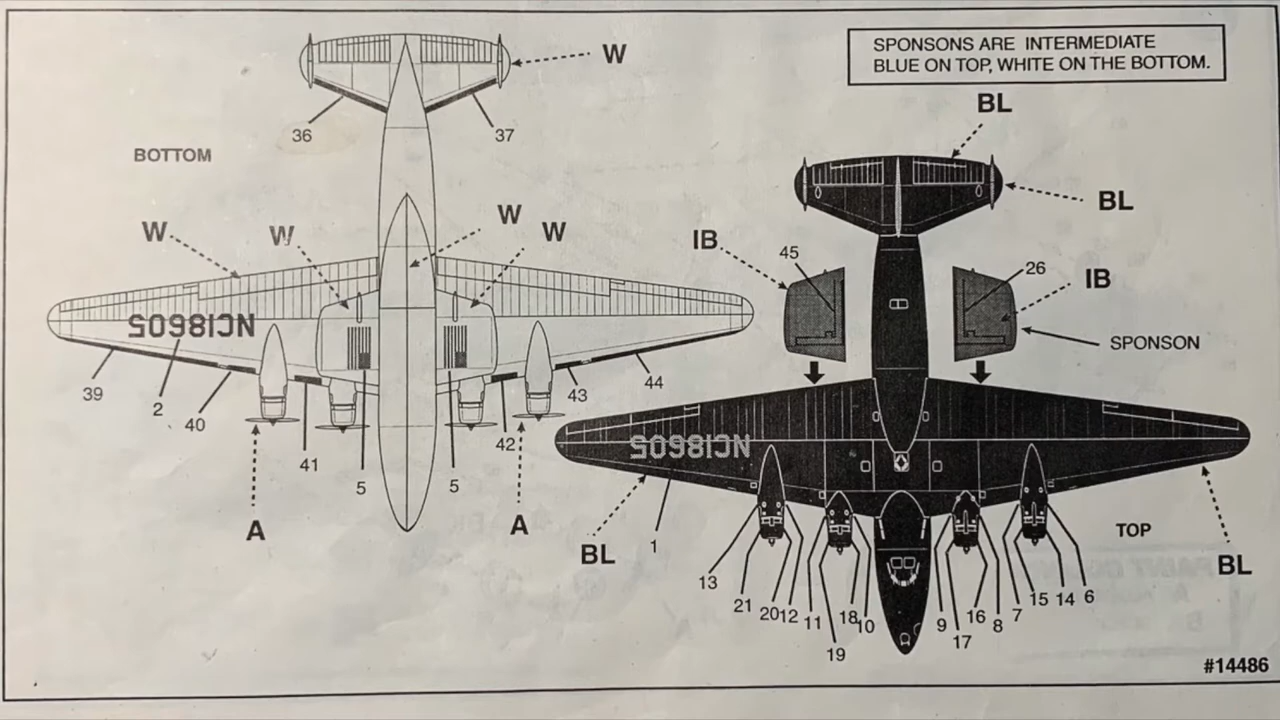 SPONSONS ARE INTERMEDIATE
BLUE ON TOP, WHITE ON THE BOTTOM.
W
BL
36
37
BOTTOM
BL
W
W
W
W
IB
45
26
IB
NC18605
SPONSON
39
2
40
43
44
41
42
5
5
NC18605
A
A
BL
1
TOP
BL
13
21
20
12
11
19
18
10
9
17
16
8
7
15
14
6
#14486